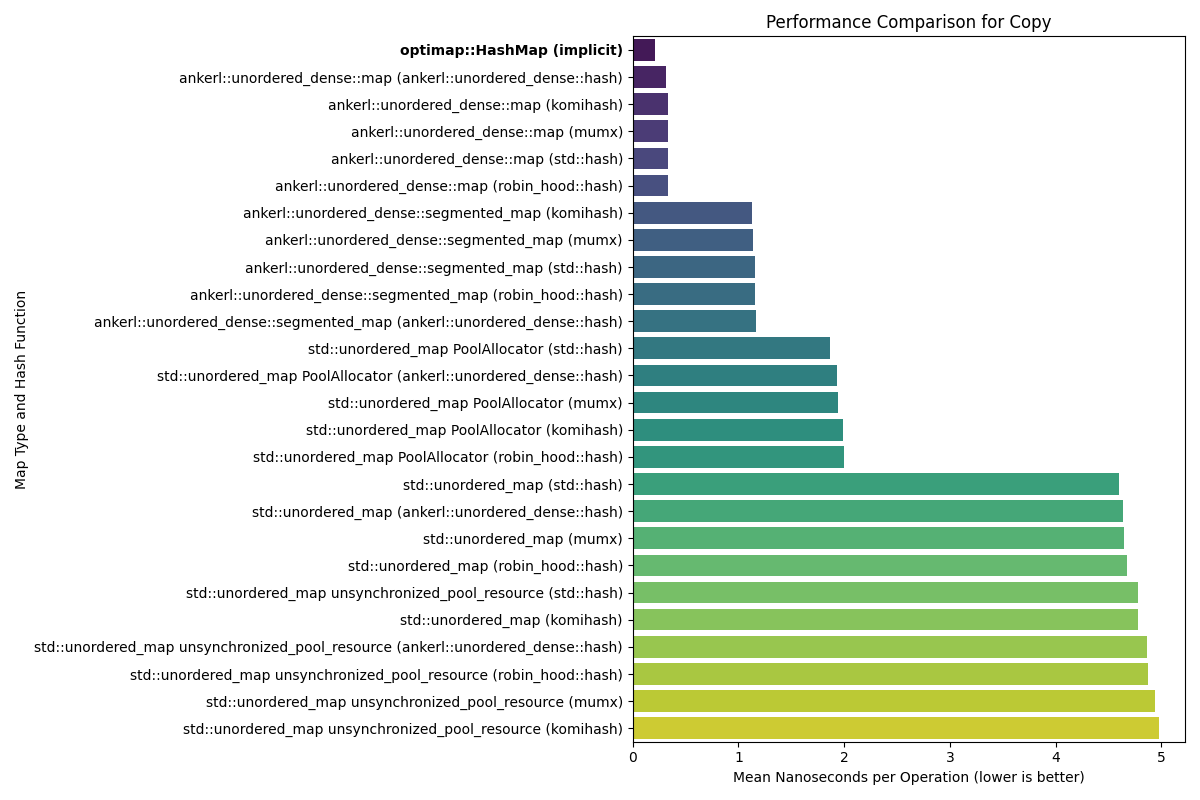 Performance Comparison for Copy
Map Type and Hash Function
optimap::HashMap (implicit)
ankerl::unordered_dense::map (ankerl::unordered_dense::hash)
ankerl::unordered_dense::map (komihash)
ankerl::unordered_dense::map (mumx)
ankerl::unordered_dense::map (std::hash)
ankerl::unordered_dense::map (robin_hood::hash)
ankerl::unordered_dense::segmented_map (komihash)
ankerl::unordered_dense::segmented_map (mumx)
ankerl::unordered_dense::segmented_map (std::hash)
ankerl::unordered_dense::segmented_map (robin_hood::hash)
ankerl::unordered_dense::segmented_map (ankerl::unordered_dense::hash)
std::unordered_map PoolAllocator (std::hash)
std::unordered_map PoolAllocator (ankerl::unordered_dense::hash)
std::unordered_map PoolAllocator (mumx)
std::unordered_map PoolAllocator (komihash)
std::unordered_map PoolAllocator (robin_hood::hash)
std::unordered_map (std::hash)
std::unordered_map (ankerl::unordered_dense::hash)
std::unordered_map (mumx)
std::unordered_map (robin_hood::hash)
std::unordered_map unsynchronized_pool_resource (std::hash)
std::unordered_map (komihash)
std::unordered_map unsynchronized_pool_resource (ankerl::unordered_dense::hash)
std::unordered_map unsynchronized_pool_resource (robin_hood::hash)
std::unordered_map unsynchronized_pool_resource (mumx)
std::unordered_map unsynchronized_pool_resource (komihash)
0 1 2 3 4 5
Mean Nanoseconds per Operation (lower is better)